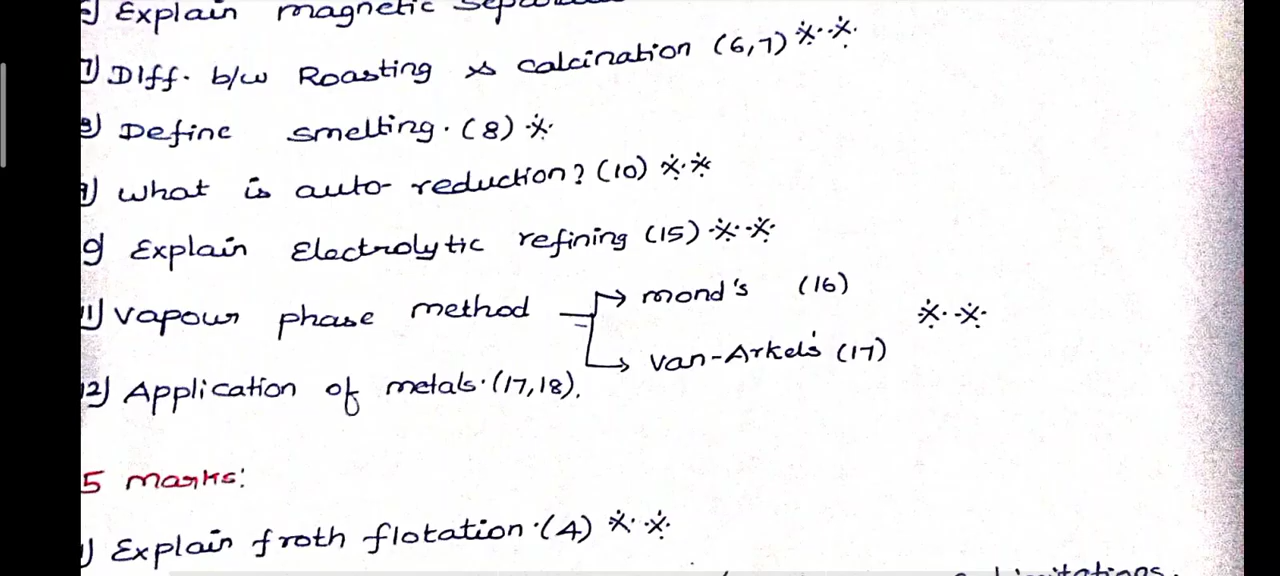 Explain magnetic
7) Diff. b/w Roasting vs calcination (6,7) ※ ※
8) Define smelting. (8) ※
9) What is auto-reduction? (10) ※ ※
g) Explain Electrolytic refining (15) ※ ※
11) Vapour phase method → mond's (16) ※ ※
→ Van-Arkel's (17)
12) Application of metals. (17,18).
5 marks:
1) Explain froth flotation. (4) ※ ※